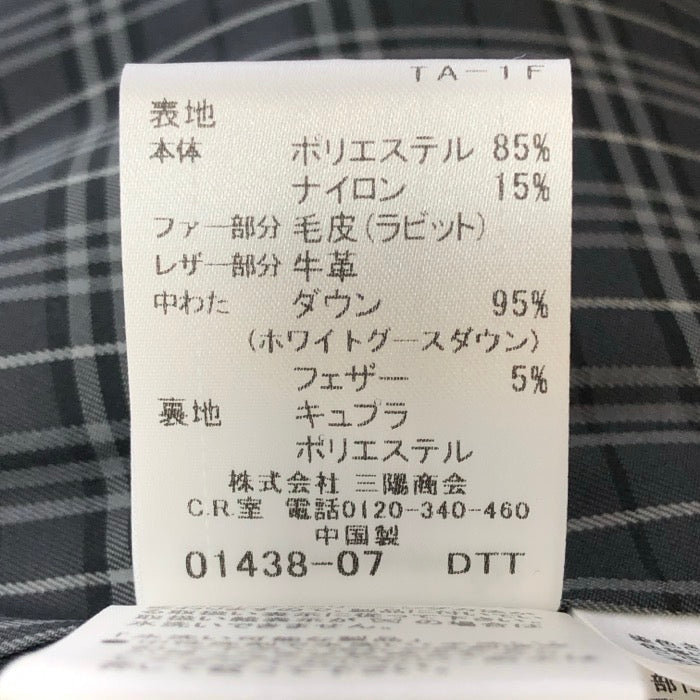 TA-1F
表地
本体 ポリエステル 85%
ナイロン 15%
ファー部分 毛皮(ラビット)
レザー部分 牛革
中わた ダウン 95%
(ホワイトグースダウン)
フェザー 5%
裏地 キュプラ
ポリエステル
株式会社 三陽商会
C.R.室 電話0120-340-460
中国製
01438-07 DTT